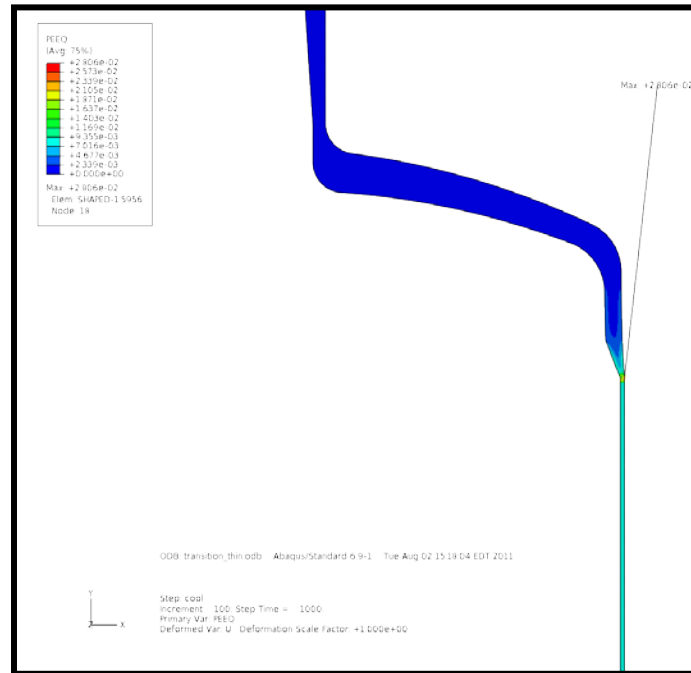 PEEQ
(Avg: 75%)
+2.806e-02
+2.573e-02
+2.339e-02
+2.105e-02
+1.871e-02
+1.637e-02
+1.403e-02
+1.169e-02
+9.355e-03
+7.016e-03
+4.677e-03
+2.339e-03
+0.000e+00
Max: +2.806e-02
Elem: SHAPED-1.5956
Node: 18
Max: +2.806e-02
ODB: transition_thin.odb Abaqus/Standard 6.9-1 Tue Aug 02 15:18:04 EDT 2011
Y
Z X
Step: cool
Increment 100: Step Time = 1000.
Primary Var: PEEQ
Deformed Var: U Deformation Scale Factor: +1.000e+00